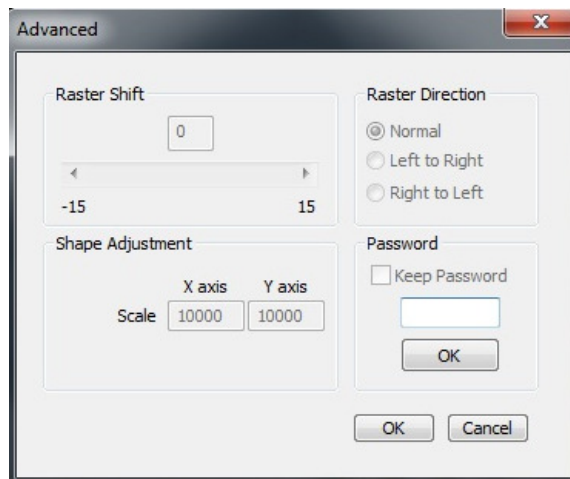 Advanced
Raster Shift
0
-15 15
Raster Direction
Normal
Left to Right
Right to Left
Shape Adjustment
X axis Y axis
Scale 10000 10000
Password
Keep Password
OK
OK Cancel